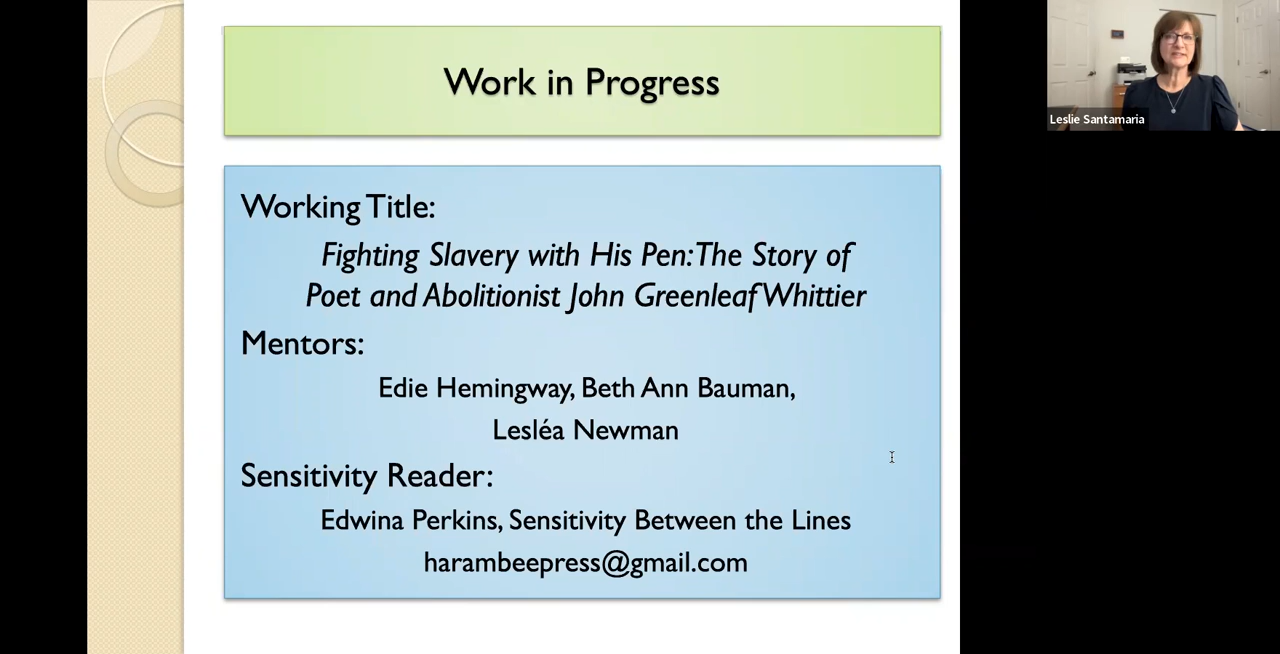 Work in Progress
Leslie Santamaria
Working Title:
Fighting Slavery with His Pen: The Story of
Poet and Abolitionist John Greenleaf Whittier
Mentors:
Edie Hemingway, Beth Ann Bauman,
Lesléa Newman
Sensitivity Reader:
Edwina Perkins, Sensitivity Between the Lines
harambeepress@gmail.com